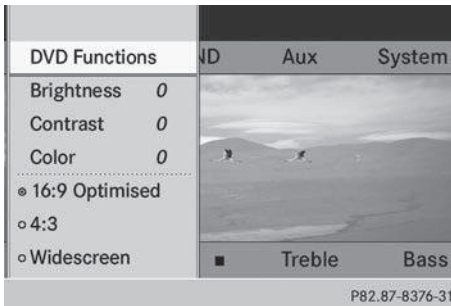 DVD Functions ND Aux System
Brightness 0
Contrast 0
Color 0
16:9 Optimised
4:3
Widescreen ■ Treble Bass
P82.87-8376-31